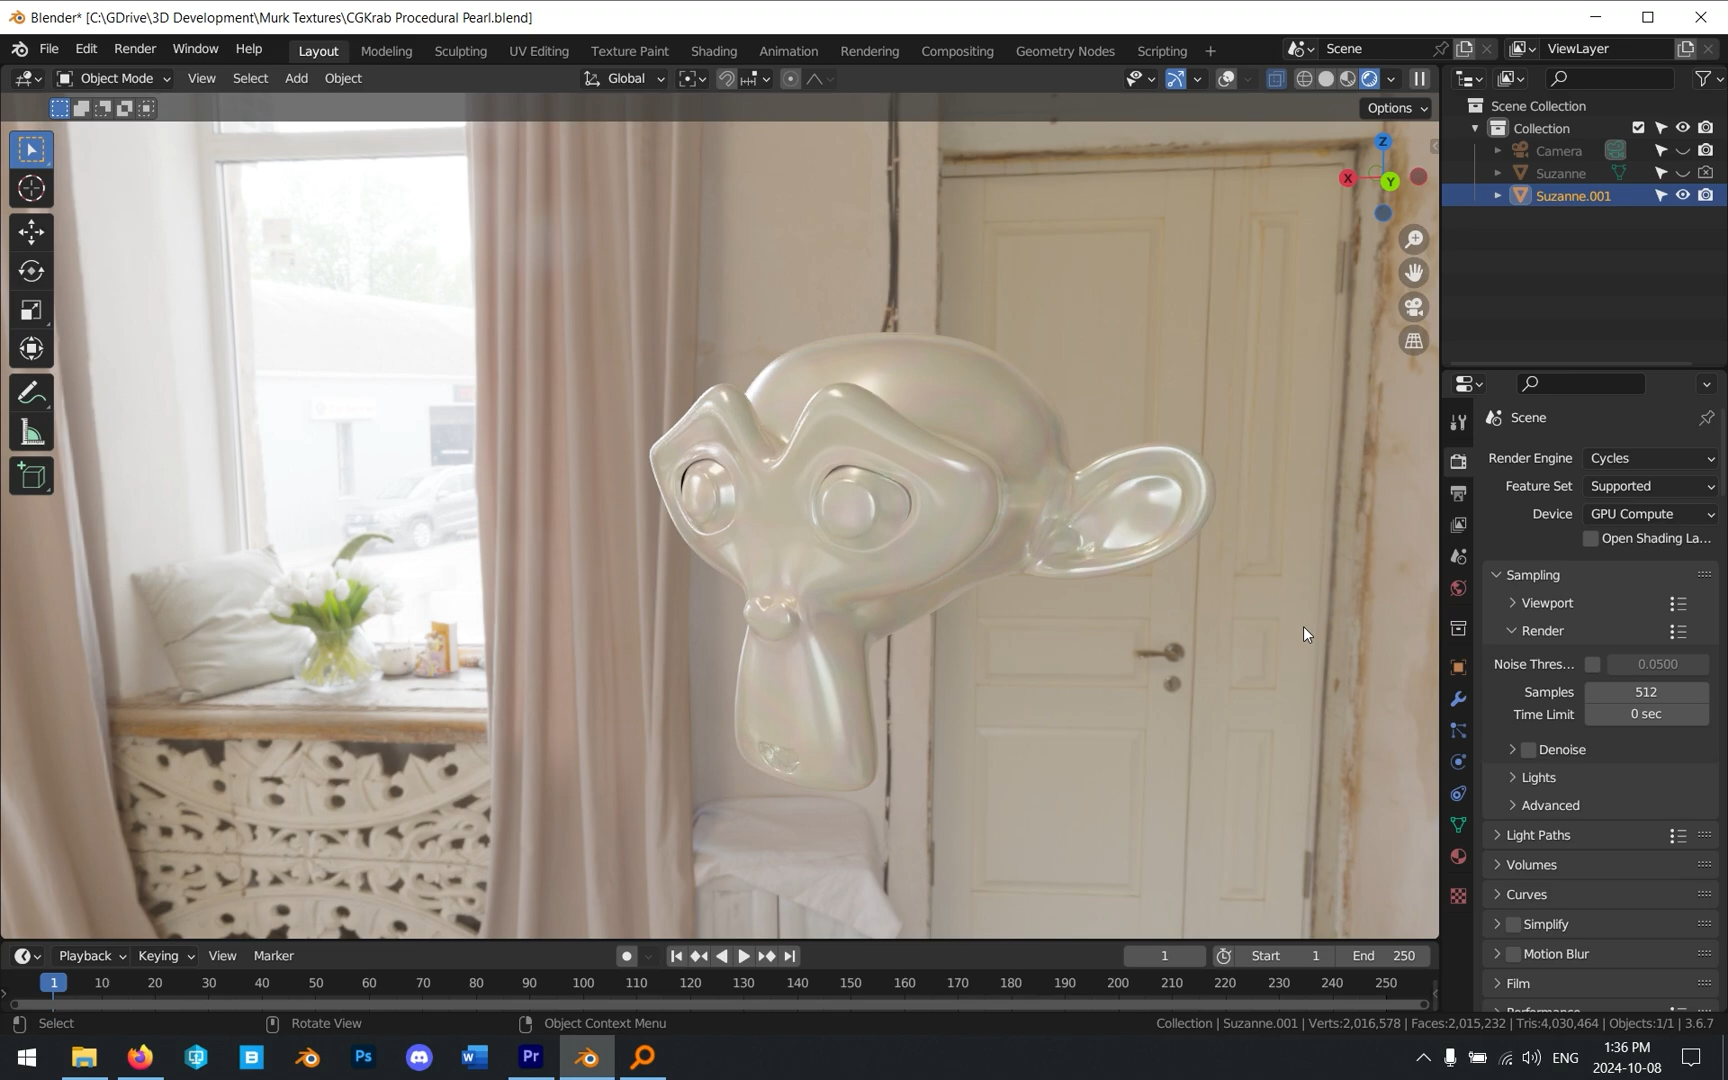 Blender* [C:\GDrive\3D Development\Murk Textures\CGKrab Procedural Pearl.blend]
File Edit Render Window Help Layout Modeling Sculpting UV Editing Texture Paint Shading Animation Rendering Compositing Geometry Nodes Scripting + Scene ViewLayer
Object Mode View Select Add Object Global
Options
Scene Collection
Collection
Camera
Suzanne
Suzanne.001
Z
X Y
Scene
Render Engine Cycles
Feature Set Supported
Device GPU Compute
Open Shading La...
Sampling
Viewport
Render
Noise Thres... 0.0500
Samples 512
Time Limit 0 sec
Denoise
Lights
Advanced
Light Paths
Volumes
Curves
Simplify
Motion Blur
Film
Performance
Playback Keying View Marker 1 Start 1 End 250
1 10 20 30 40 50 60 70 80 90 100 110 120 130 140 150 160 170 180 190 200 210 220 230 240 250
Select Rotate View Object Context Menu Collection | Suzanne.001 | Verts:2,016,578 | Faces:2,015,232 | Tris:4,030,464 | Objects:1/1 | 3.6.7
B Ps W Pr ENG 1:36 PM
2024-10-08